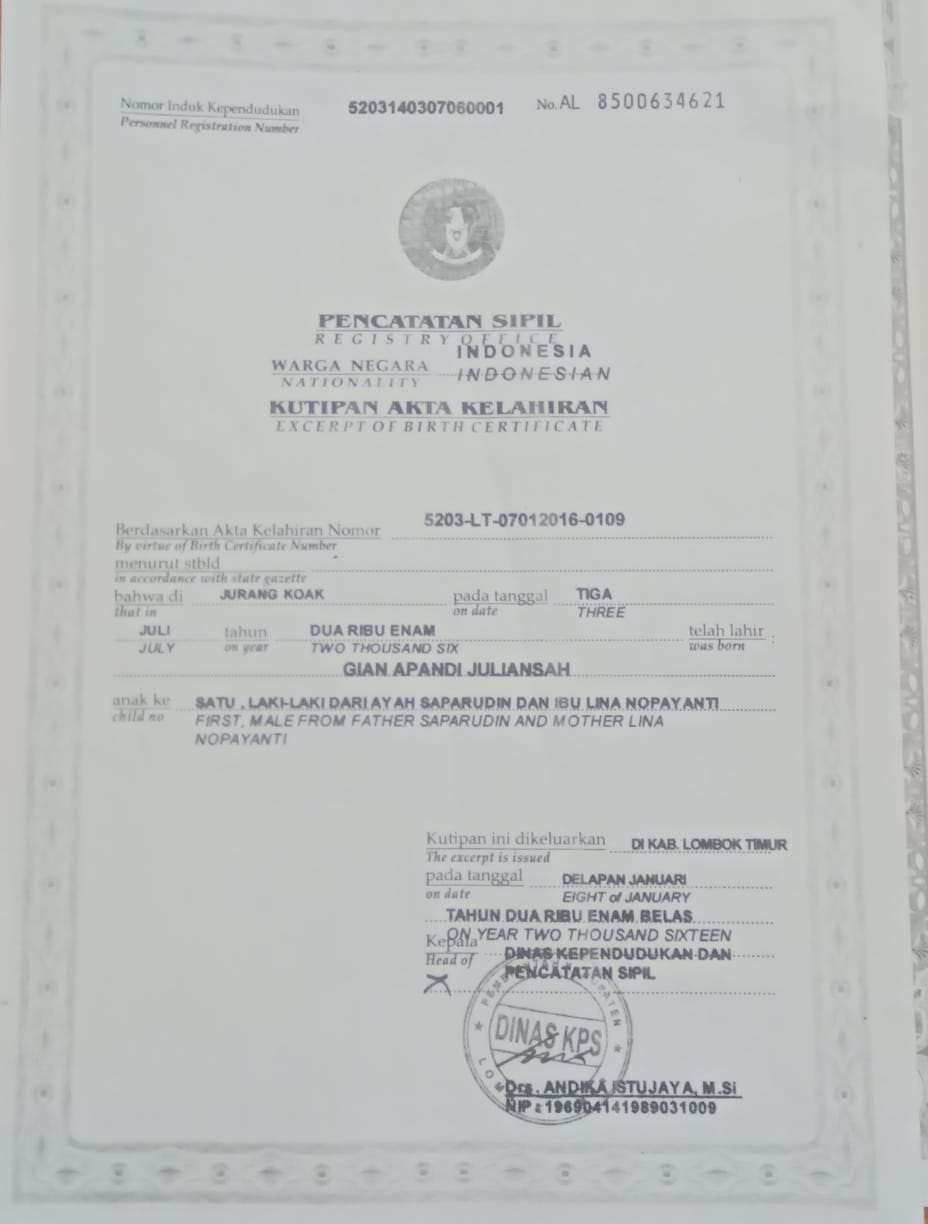 Nomor Induk Kependudukan 5203140307060001 No. AL 8500634621
Personnel Registration Number
PENCATATAN SIPIL
REGISTRY OFFICE
INDONESIA
WARGA NEGARA INDONESIAN
NATIONALITY
KUTIPAN AKTA KELAHIRAN
EXCERPT OF BIRTH CERTIFICATE
5203-LT-07012016-0109
Berdasarkan Akta Kelahiran Nomor
By virtue of Birth Certificate Number
menurut stbld
in accordance with state gazette
bahwa di JURANG KOAK pada tanggal TIGA
that in on date THREE
JULI tahun DUA RIBU ENAM telah lahir :
JULY on year TWO THOUSAND SIX was born
GIAN APANDI JULIANSAH
anak ke SATU , LAKI-LAKI DARI AYAH SAPARUDIN DAN IBU LINA NOPAYANTI
child no FIRST, MALE FROM FATHER SAPARUDIN AND MOTHER LINA
NOPAYANTI
Kutipan ini dikeluarkan DI KAB. LOMBOK TIMUR
The excerpt is issued
pada tanggal DELAPAN JANUARI
on date EIGHT of JANUARY
TAHUN DUA RIBU ENAM BELAS
ON YEAR TWO THOUSAND SIXTEEN
Kepala DINAS KEPENDUDUKAN DAN
Head of PENCATATAN SIPIL
DINAS KPS
Drs. ANDIKA ISTUJAYA, M.Si
NIP : 196904141989031009